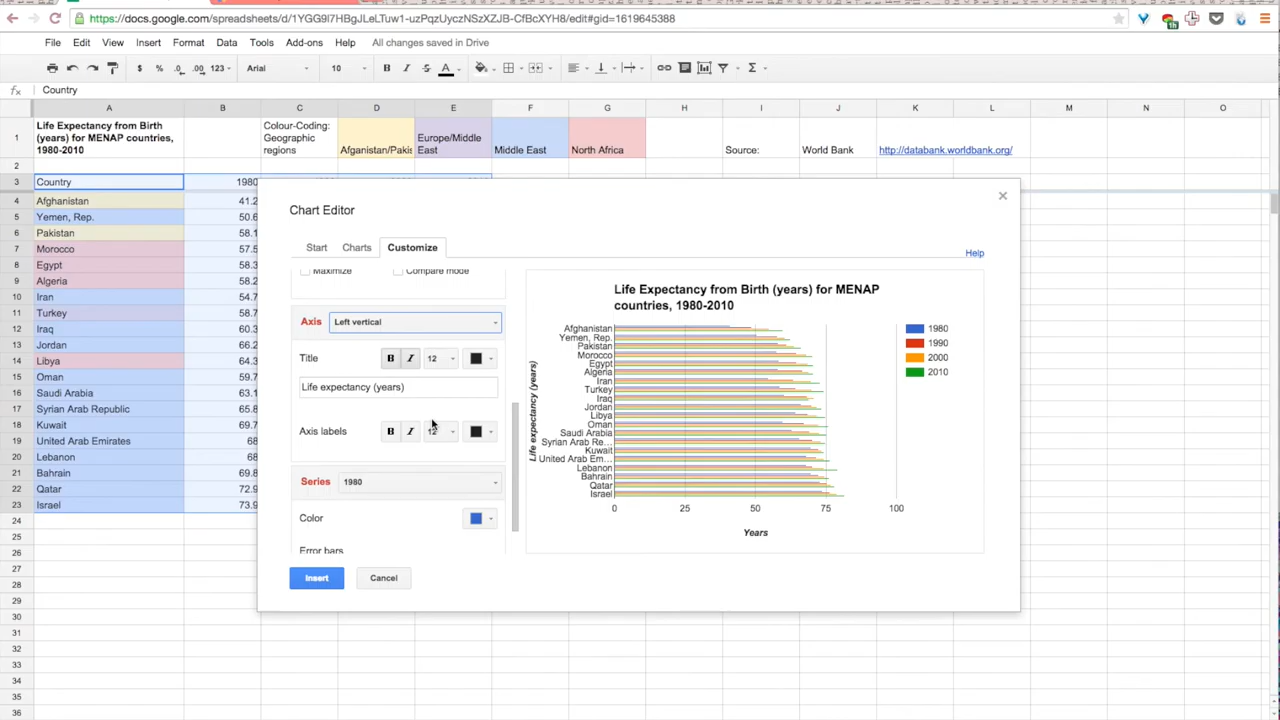 https://docs.google.com/spreadsheets/d/1YGG9l7HBgJLeLTuw1-uzPqzUyczNSzXZJB-CfBcXYH8/edit#gid=1619645388
File Edit View Insert Format Data Tools Add-ons Help All changes saved in Drive
$ % .0 .00 123 Arial 10 B I S A Σ
fx Country
A B C D E F G H I J K L M N O
1 Life Expectancy from Birth (years) for MENAP countries, 1980-2010
Colour-Coding: Geographic regions
Afganistan/Pakis
Europe/Middle East
Middle East
North Africa
Source:
World Bank
http://databank.worldbank.org/
2
3 Country 1980
4 Afghanistan 41.2
5 Yemen, Rep. 50.6
6 Pakistan 58.1
7 Morocco 57.5
8 Egypt 58.3
9 Algeria 58.2
10 Iran 54.7
11 Turkey 58.7
12 Iraq 60.3
13 Jordan 66.2
14 Libya 64.3
15 Oman 59.7
16 Saudi Arabia 63.1
17 Syrian Arab Republic 65.8
18 Kuwait 69.7
19 United Arab Emirates 68
20 Lebanon 68
21 Bahrain 69.8
22 Qatar 72.9
23 Israel 73.9
24
25
26
27
28
29
30
31
32
33
34
35
36
Chart Editor
Start Charts Customize
Help
Maximize Compare mode
Axis Left vertical
Title B I 12
Life expectancy (years)
Axis labels B I 12
Series 1980
Color
Error bars
Insert Cancel
Life Expectancy from Birth (years) for MENAP
countries, 1980-2010
Life expectancy (years)
Afghanistan
Yemen, Rep.
Pakistan
Morocco
Egypt
Algeria
Iran
Turkey
Iraq
Jordan
Libya
Oman
Saudi Arabia
Syrian Arab Re...
Kuwait
United Arab Em...
Lebanon
Bahrain
Qatar
Israel
0 25 50 75 100
Years
1980
1990
2000
2010